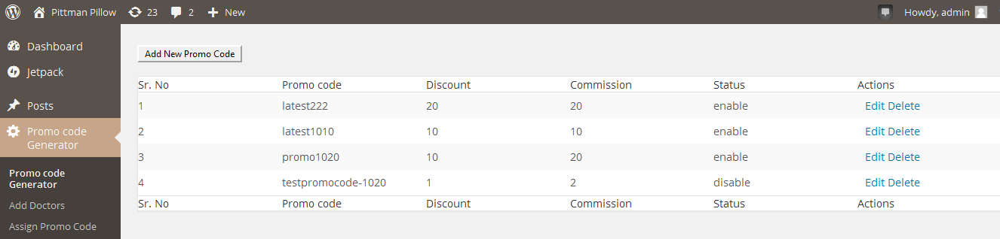 Pittman Pillow 23 2 New Howdy, admin
Dashboard
Jetpack
Posts
Promo code
Generator
Promo code
Generator
Add Doctors
Assign Promo Code
Add New Promo Code
Sr. No Promo code Discount Commission Status Actions
1 latest222 20 20 enable Edit Delete
2 latest1010 10 10 enable Edit Delete
3 promo1020 10 20 enable Edit Delete
4 testpromocode-1020 1 2 disable Edit Delete
Sr. No Promo code Discount Commission Status Actions